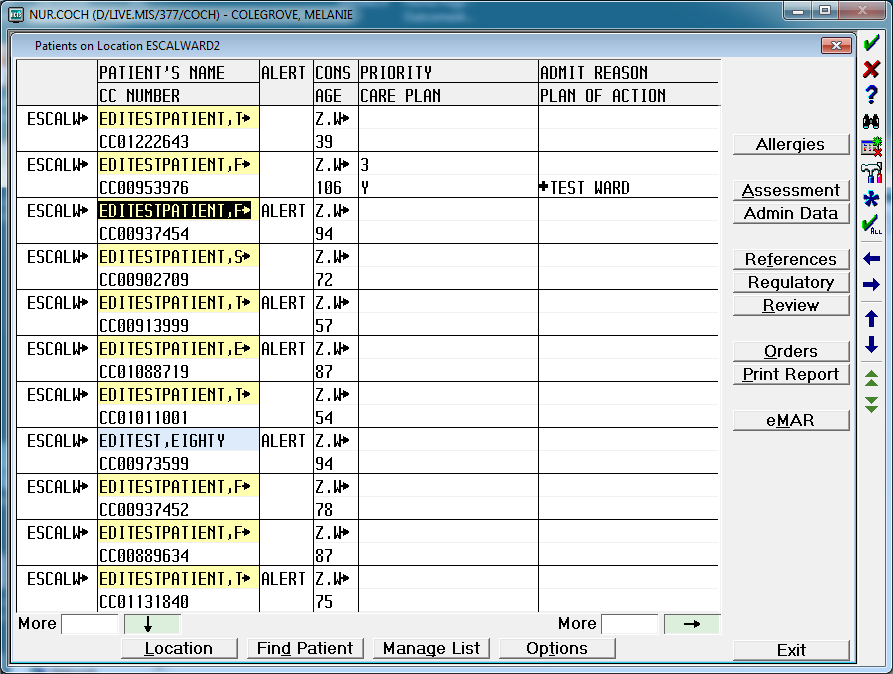 NUR.COCH (D/LIVE.MIS/377/COCH) - COLEGROVE, MELANIE
Patients on Location ESCALWARD2
PATIENT'S NAME ALERT CONS PRIORITY ADMIT REASON
CC NUMBER AGE CARE PLAN PLAN OF ACTION
ESCALW EDITESTPATIENT,T Z.W
CC01222643 39
ESCALW EDITESTPATIENT,F Z.W 3
CC00953976 106 Y +TEST WARD
ESCALW EDITESTPATIENT,F ALERT Z.W
CC00937454 94
ESCALW EDITESTPATIENT,S Z.W
CC00902709 72
ESCALW EDITESTPATIENT,T ALERT Z.W
CC00913999 57
ESCALW EDITESTPATIENT,E ALERT Z.W
CC01088719 87
ESCALW EDITESTPATIENT,T Z.W
CC01011001 54
ESCALW EDITEST,EIGHTY ALERT Z.W
CC00973599 94
ESCALW EDITESTPATIENT,F Z.W
CC00937452 78
ESCALW EDITESTPATIENT,F Z.W
CC00889634 87
ESCALW EDITESTPATIENT,T ALERT Z.W
CC01131840 75
More More
Location Find Patient Manage List Options
Allergies
Assessment
Admin Data
References
Regulatory
Review
Orders
Print Report
eMAR
Exit
ALL